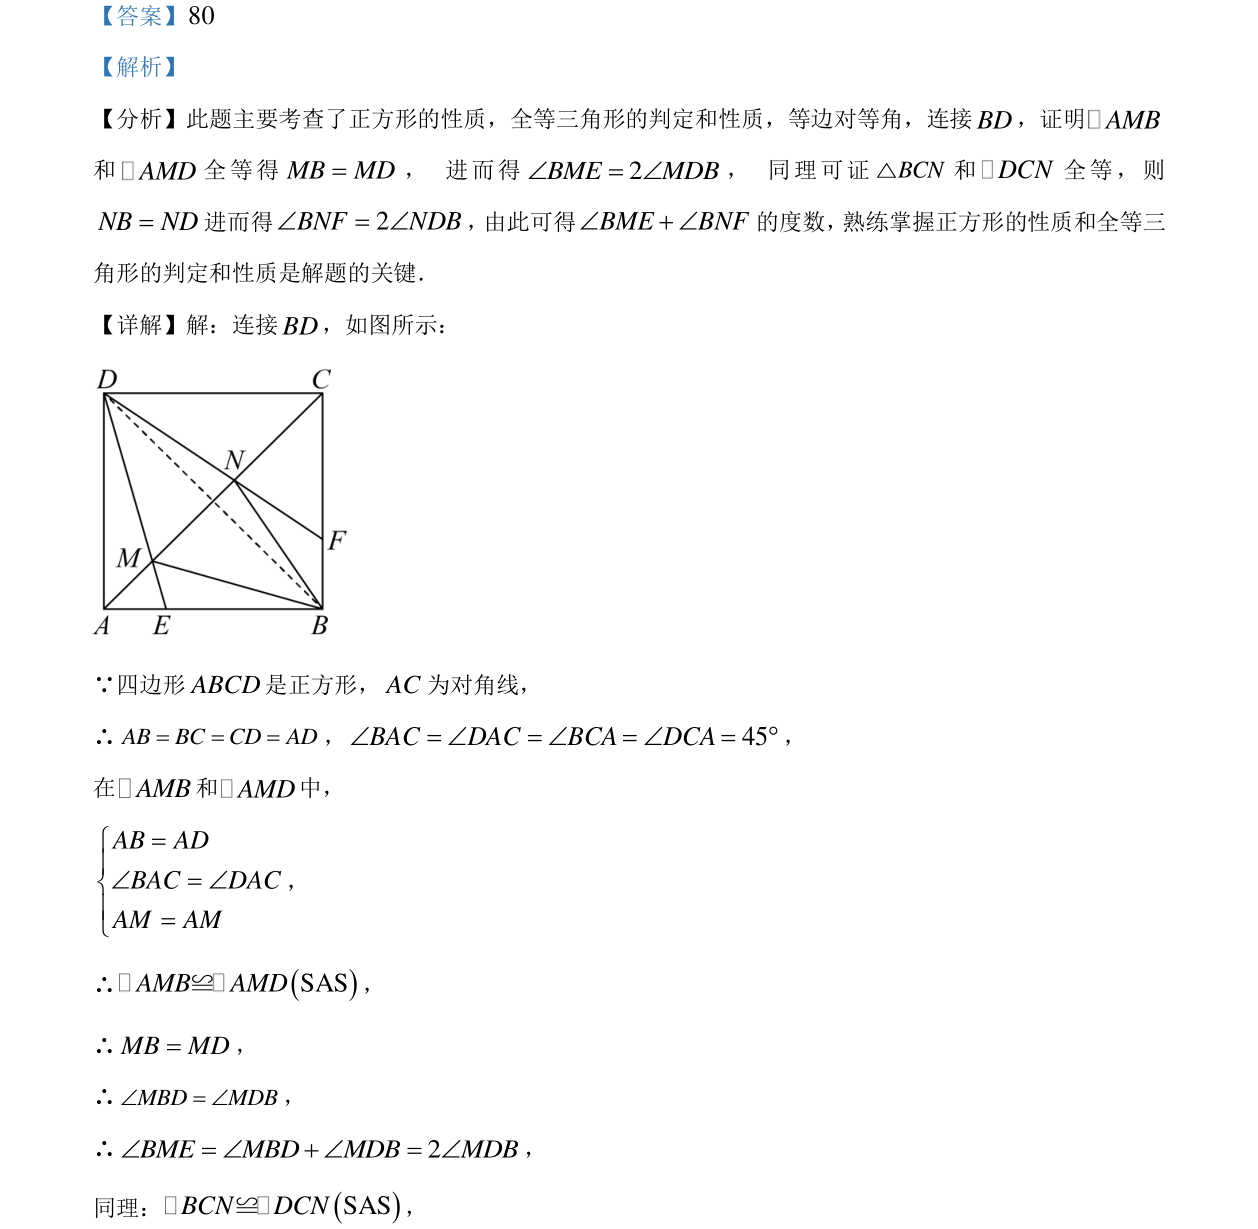 【答案】80
【解析】
【分析】此题主要考查了正方形的性质，全等三角形的判定和性质，等边对等角，连接BD，证明□AMB
和□AMD全等得MB=MD， 进而得∠BME=2∠MDB， 同理可证△BCN和□DCN全等，则
NB=ND进而得∠BNF=2∠NDB，由此可得∠BME+∠BNF的度数，熟练掌握正方形的性质和全等三
角形的判定和性质是解题的关键．
【详解】解：连接BD，如图所示：
D C
N
F
M
A E B
∵四边形ABCD是正方形，AC为对角线，
∴AB=BC=CD=AD，∠BAC=∠DAC=∠BCA=∠DCA=45°，
在□AMB和□AMD中，
AB=AD
∠BAC=∠DAC，
AM=AM
∴□AMB≌□AMD(SAS)，
∴MB=MD，
∴∠MBD=∠MDB，
∴∠BME=∠MBD+∠MDB=2∠MDB，
同理：□BCN≌□DCN(SAS)，